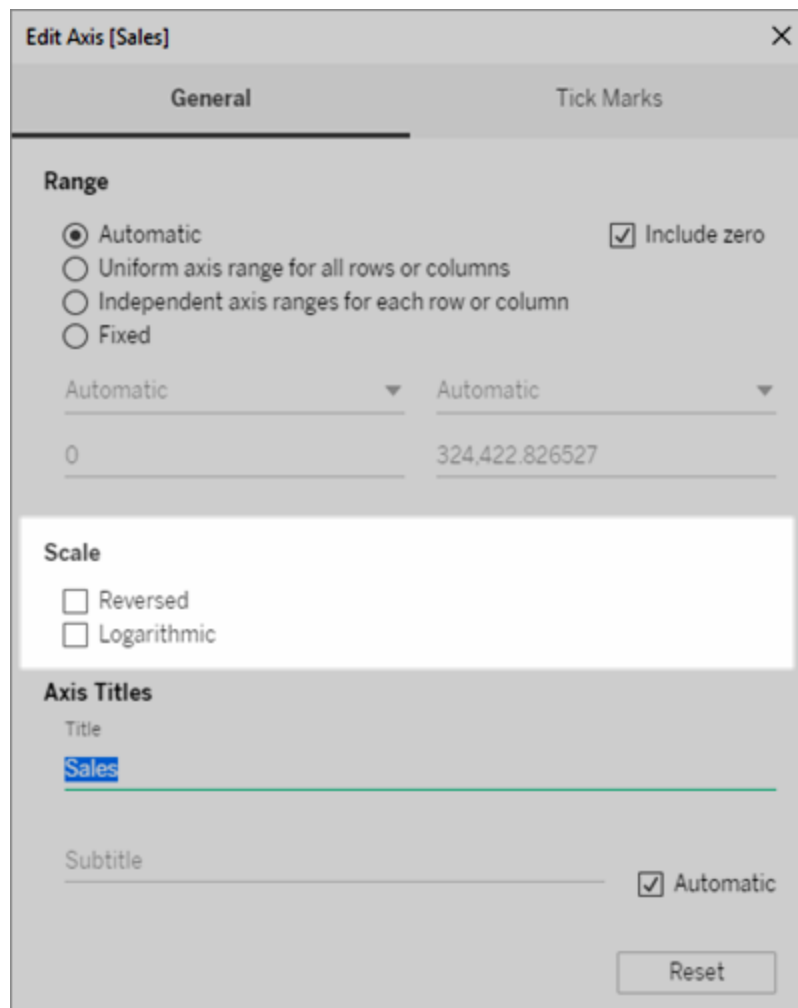 Edit Axis [Sales]
General Tick Marks
Range
Automatic Include zero
Uniform axis range for all rows or columns
Independent axis ranges for each row or column
Fixed
Automatic Automatic
0 324,422.826527
Scale
Reversed
Logarithmic
Axis Titles
Title
Sales
Subtitle
Automatic
Reset